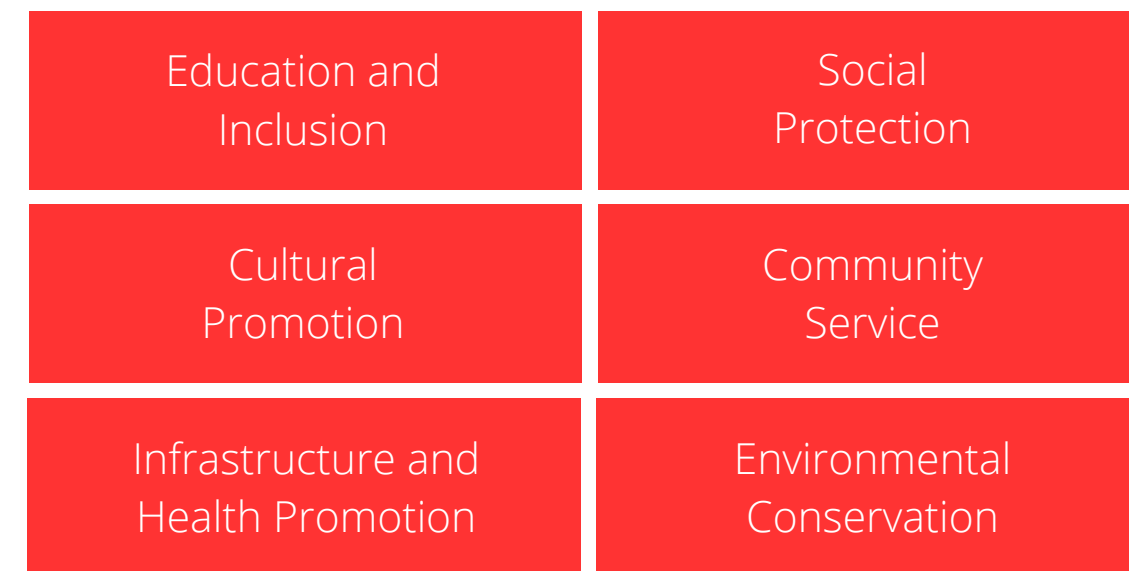 Education and
Inclusion
Social
Protection
Cultural
Promotion
Community
Service
Infrastructure and
Health Promotion
Environmental
Conservation